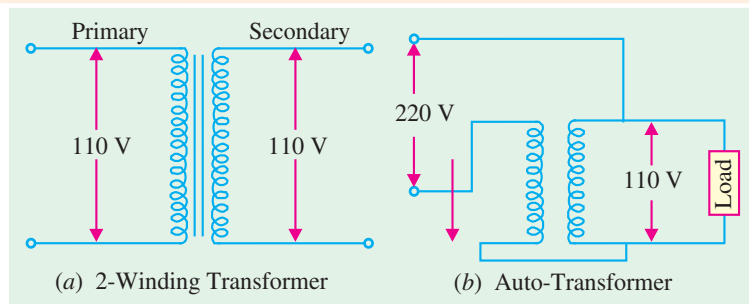 Primary
Secondary
110 V
110 V
(a) 2-Winding Transformer
220 V
110 V
Load
(b) Auto-Transformer